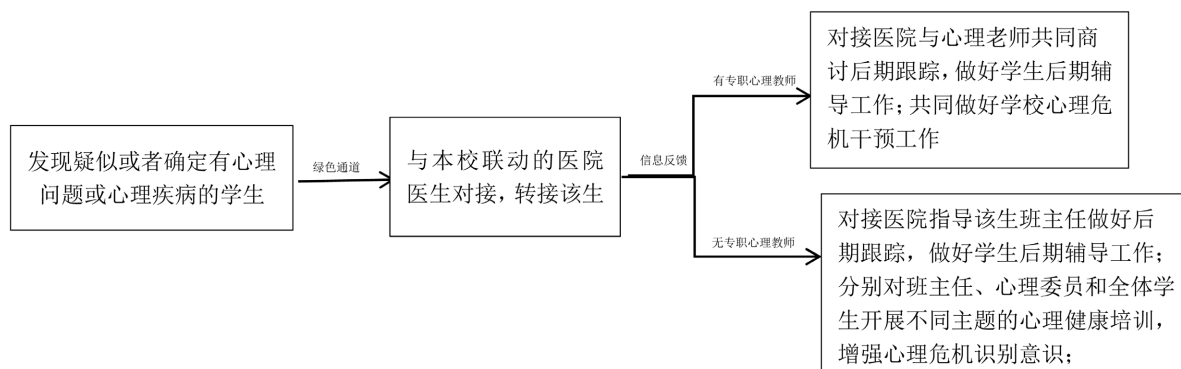 发现疑似或者确定有心理
问题或心理疾病的学生
绿色通道
与本校联动的医院
医生对接，转接该生
信息反馈
有专职心理教师
对接医院与心理老师共同商
讨后期跟踪，做好学生后期辅
导工作；共同做好学校心理危
机干预工作
无专职心理教师
对接医院指导该生班主任做好后
期跟踪，做好学生后期辅导工作；
分别对班主任、心理委员和全体学
生开展不同主题的心理健康培训，
增强心理危机识别意识；